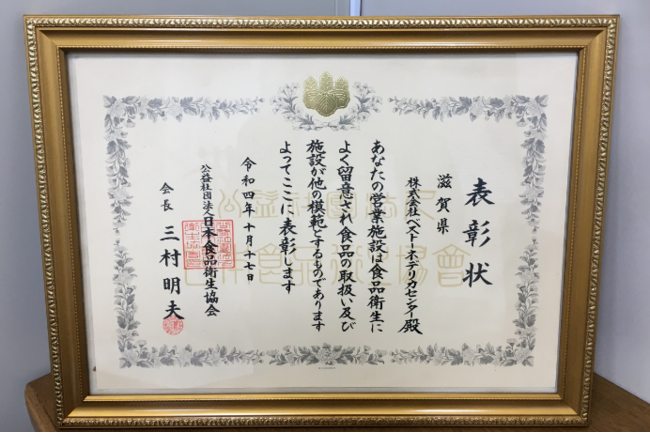 表彰状
滋賀県
株式会社ベストーネデリカセンター殿
あなたの営業施設は食品衛生に
よく留意され食品の取扱い及び
施設が他の模範とするものであります
よってここに表彰します
令和四年十月十七日
公益社団法人日本食品衛生協会
会長 三村明夫